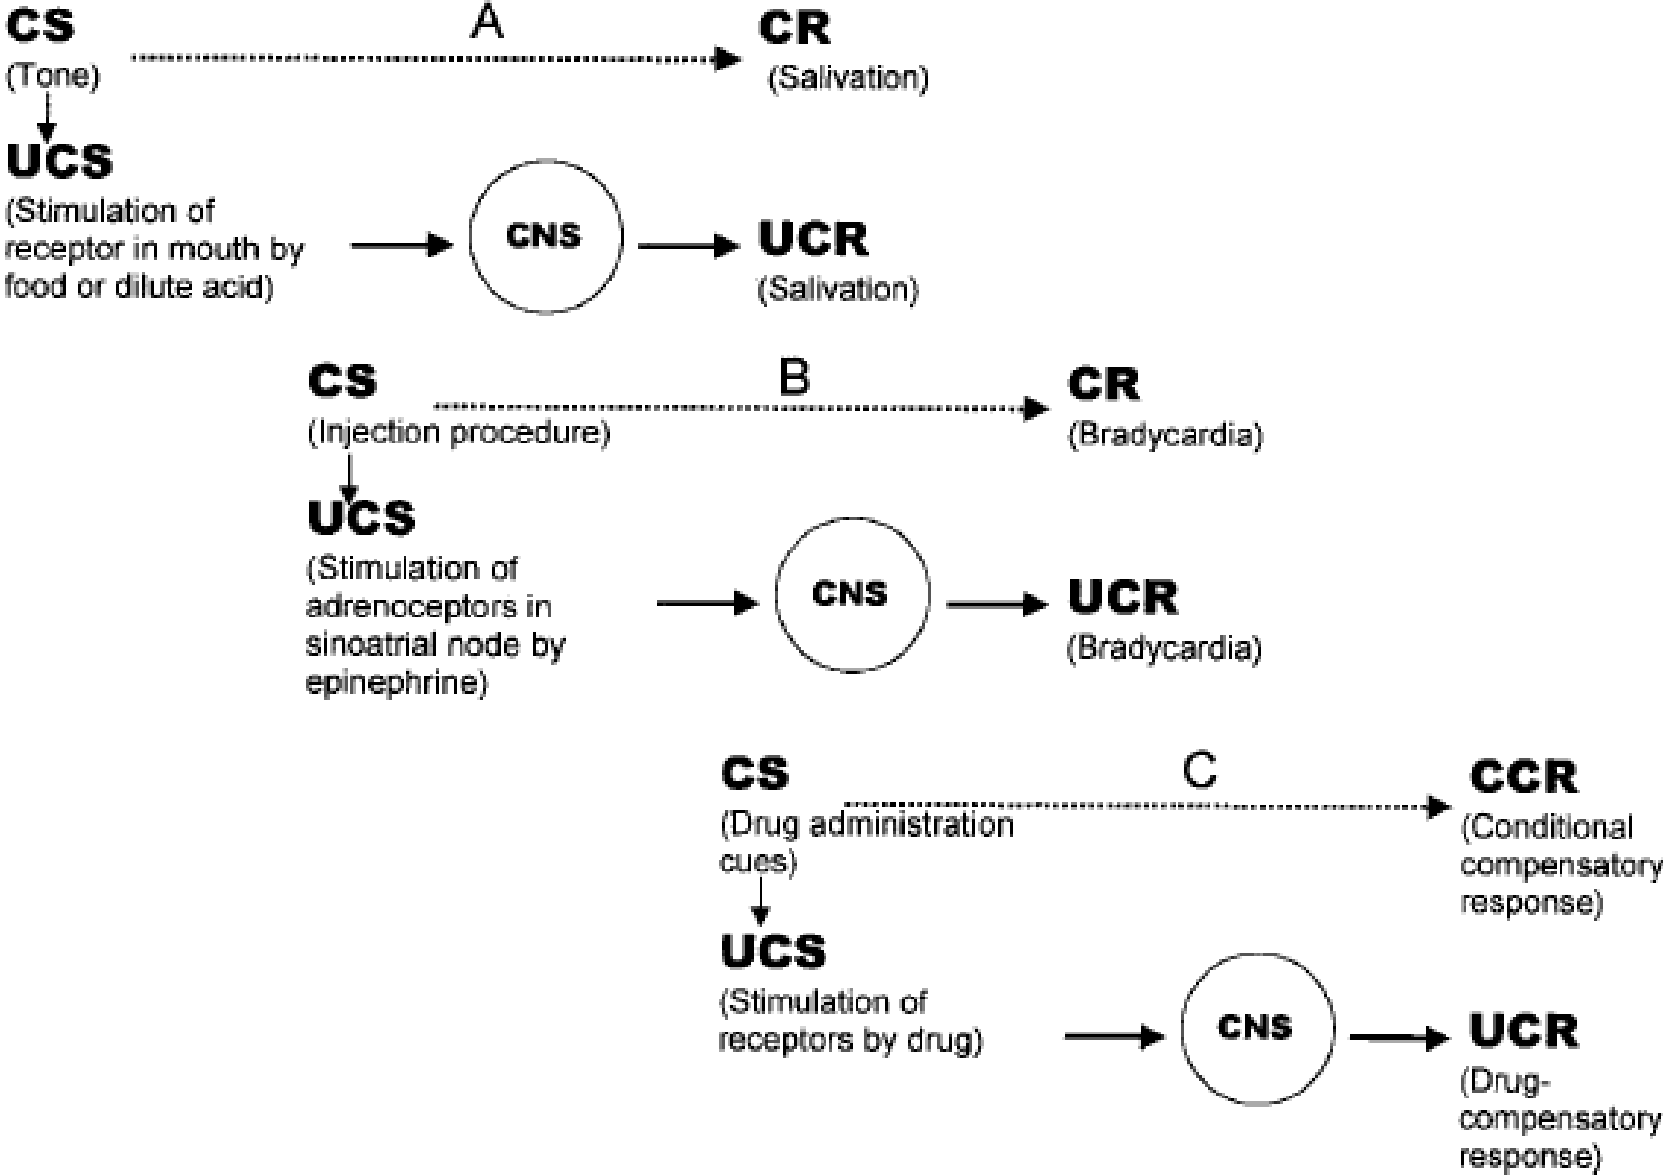 A
CS
CR
(Tone)
(Salivation)
UCS
(Stimulation of
receptor in mouth by
food or dilute acid)
CNS
UCR
(Salivation)
B
CS
CR
(Injection procedure)
(Bradycardia)
UCS
(Stimulation of
adrenoceptors in
sinoatrial node by
epinephrine)
CNS
UCR
(Bradycardia)
C
CS
CCR
(Drug administration
cues)
(Conditional
compensatory
response)
UCS
(Stimulation of
receptors by drug)
CNS
UCR
(Drug-
compensatory
response)